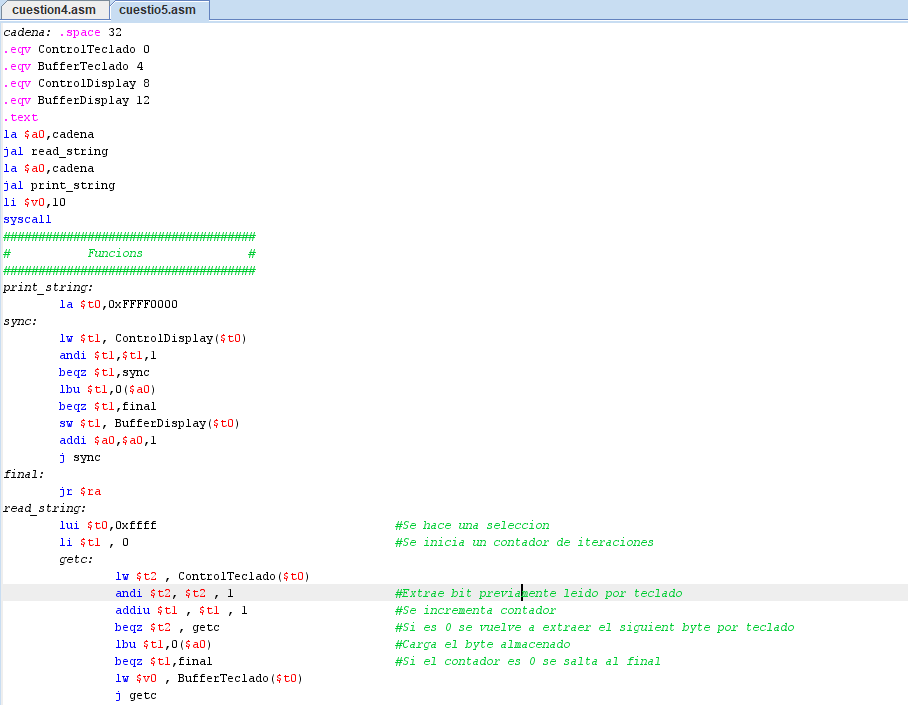 cuestion4.asm cuestio5.asm
cadena: .space 32
.eqv ControlTeclado 0
.eqv BufferTeclado 4
.eqv ControlDisplay 8
.eqv BufferDisplay 12
.text
la $a0,cadena
jal read_string
la $a0,cadena
jal print_string
li $v0,10
syscall
####################################
# Funcions #
####################################
print_string:
la $t0,0xFFFF0000
sync:
lw $t1, ControlDisplay($t0)
andi $t1,$t1,1
beqz $t1,sync
lbu $t1,0($a0)
beqz $t1,final
sw $t1, BufferDisplay($t0)
addi $a0,$a0,1
j sync
final:
jr $ra
read_string:
lui $t0,0xffff #Se hace una seleccion
li $t1 , 0 #Se inicia un contador de iteraciones
getc:
lw $t2 , ControlTeclado($t0)
andi $t2, $t2 , 1 #Extrae bit previamente leido por teclado
addiu $t1 , $t1 , 1 #Se incrementa contador
beqz $t2 , getc #Si es 0 se vuelve a extraer el siguient byte por teclado
lbu $t1,0($a0) #Carga el byte almacenado
beqz $t1,final #Si el contador es 0 se salta al final
lw $v0 , BufferTeclado($t0)
j getc